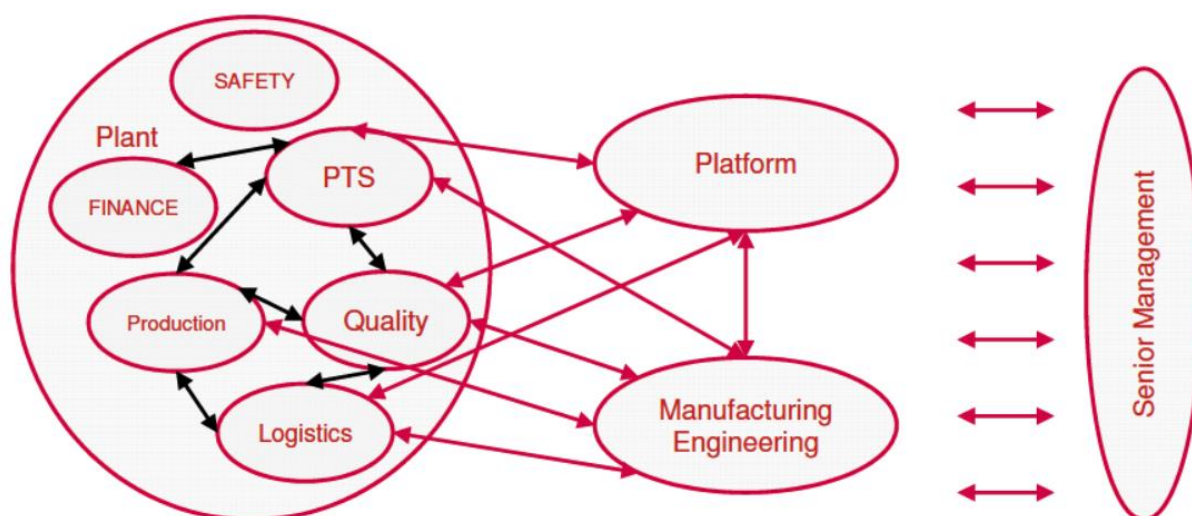 SAFETY
Plant
PTS
FINANCE
Production
Quality
Logistics
Platform
Manufacturing
Engineering
Senior Management